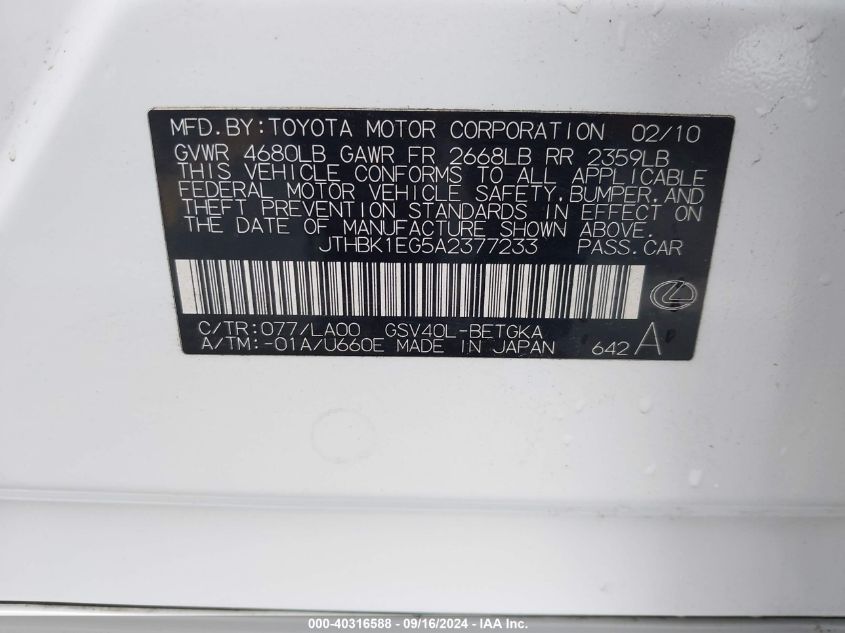 MFD.BY:TOYOTA MOTOR CORPORATION 02/10
GVWR 4680LB GAWR FR 2668LB RR 2359LB
THIS VEHICLE CONFORMS TO ALL APPLICABLE
FEDERAL MOTOR VEHICLE SAFETY,BUMPER,AND
THEFT PREVENTION STANDARDS IN EFFECT ON
THE DATE OF MANUFACTURE SHOWN ABOVE.
JTHBK1EG5A2377233 PASS.CAR
C/TR:077/LA00 GSV40L-BETGKA
A/TM:-01A/U660E MADE IN JAPAN 642 A
000-40316588 - 09/16/2024 - IAA Inc.